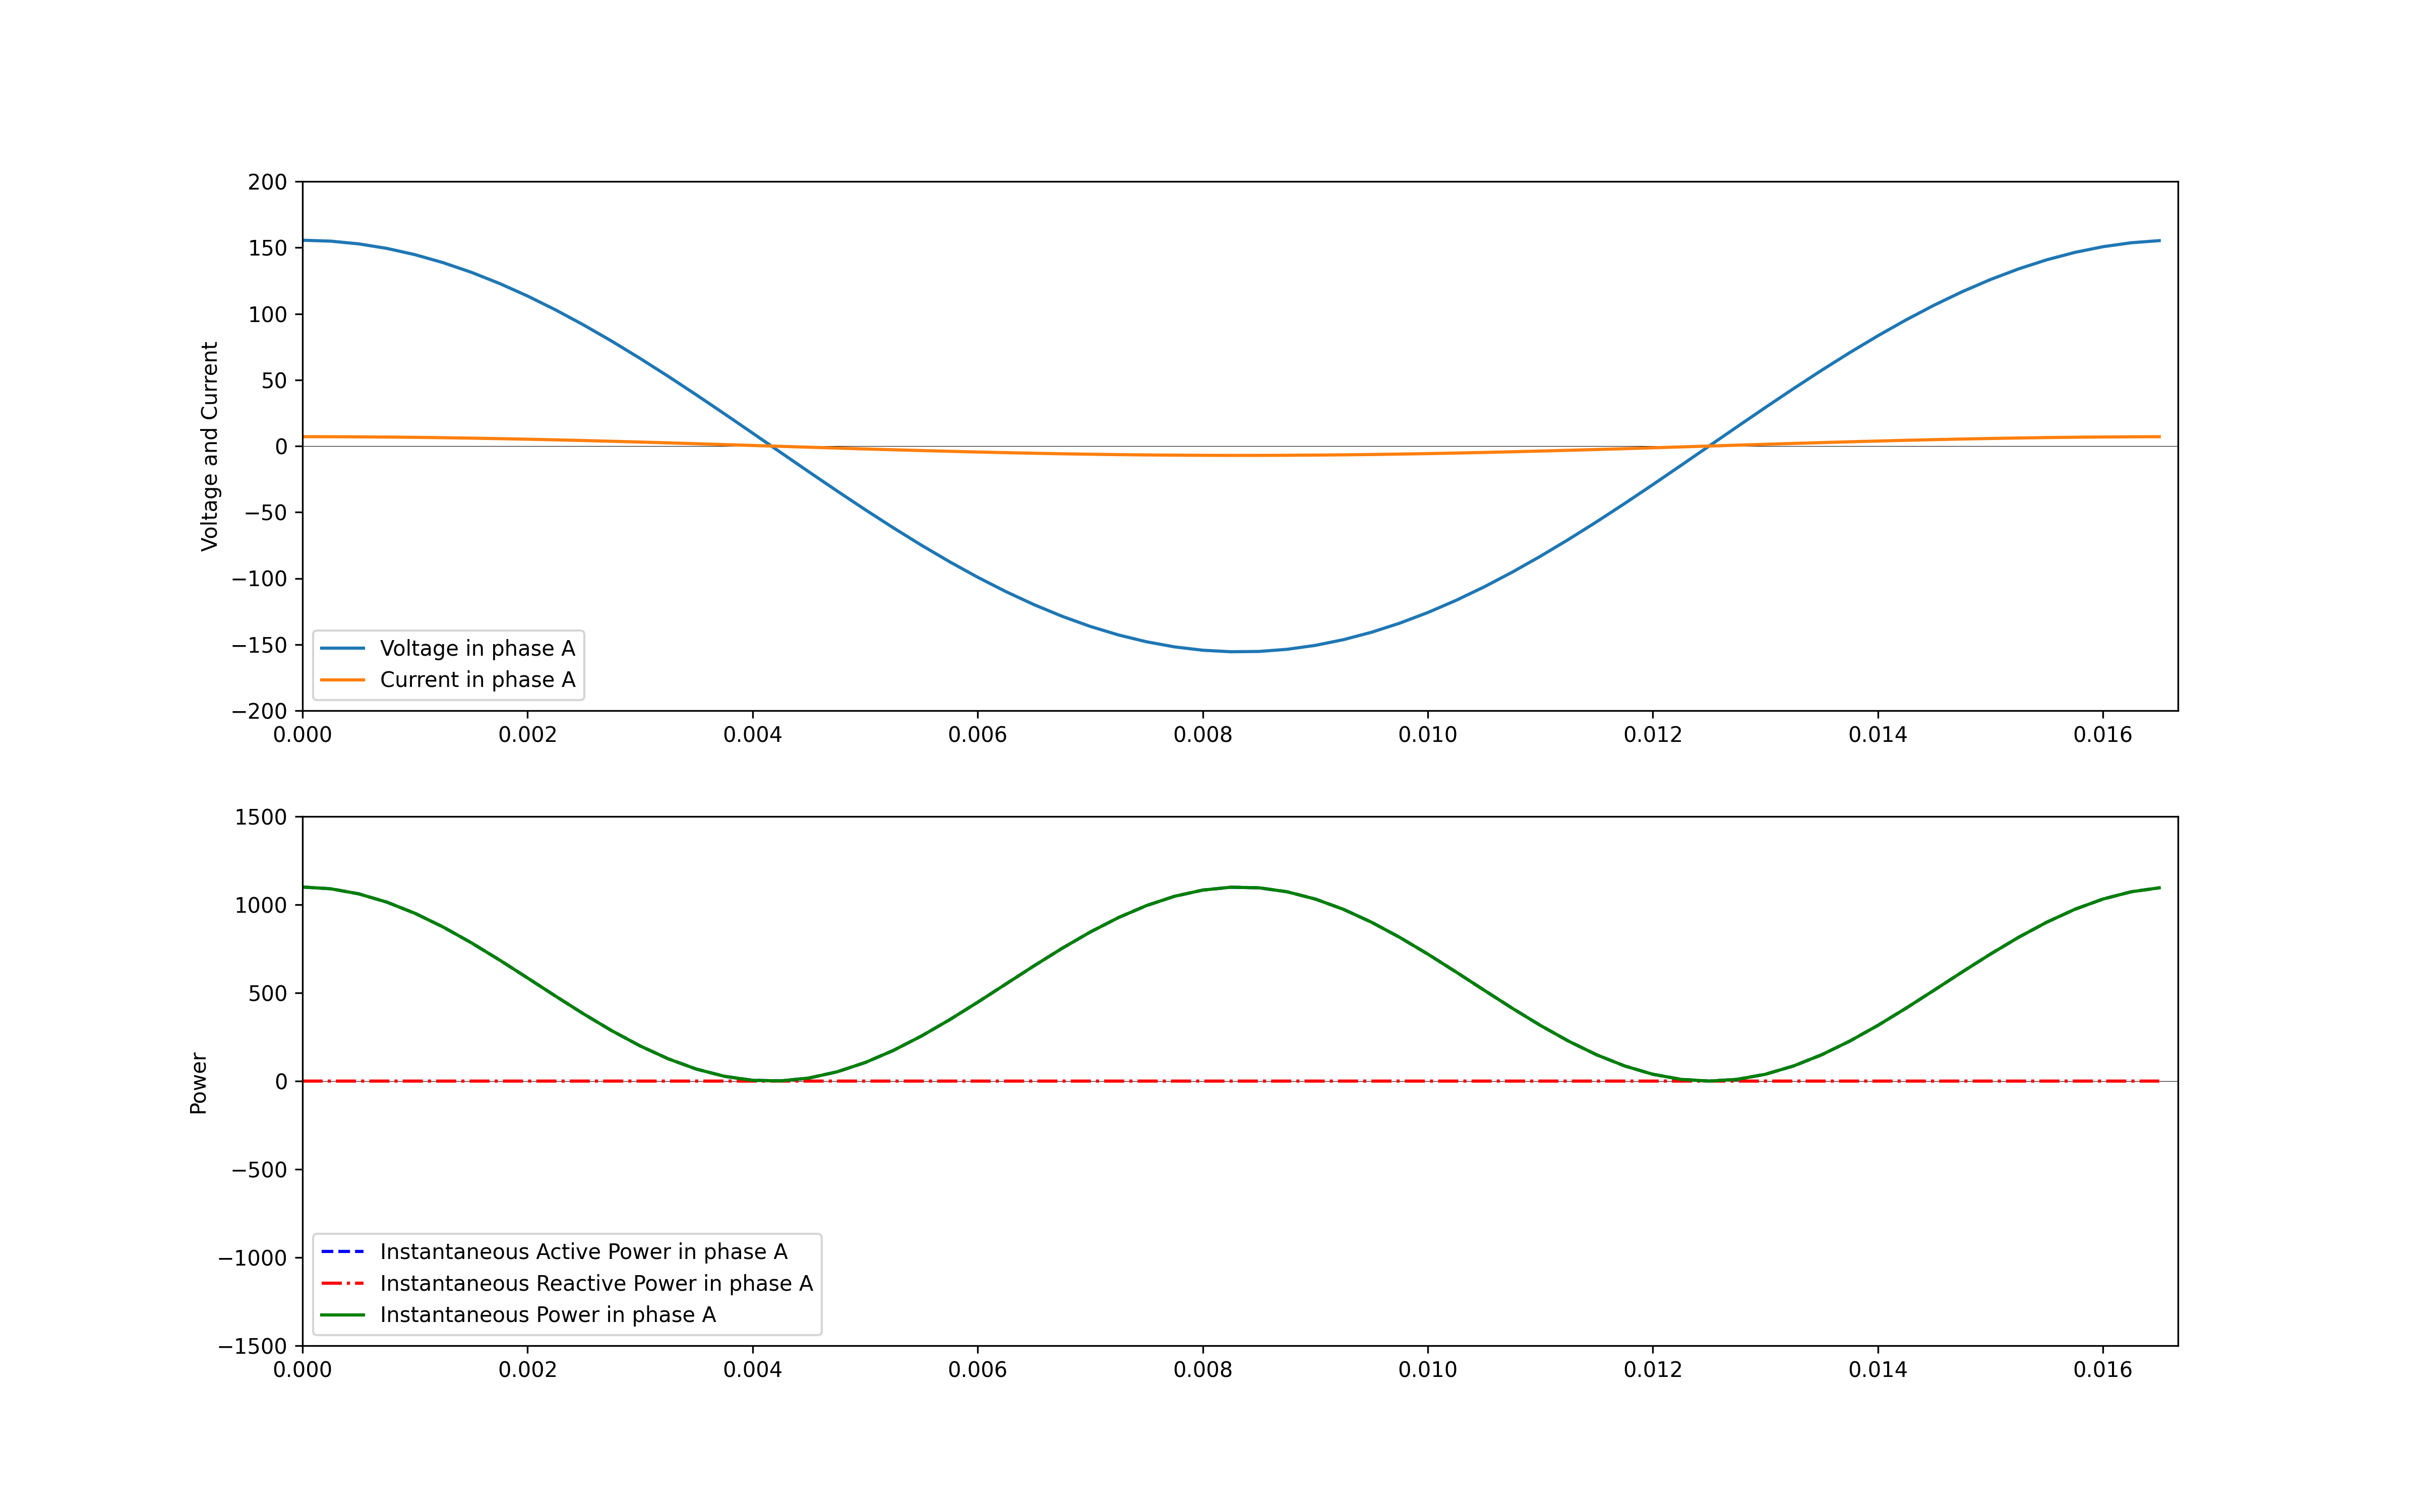 200
150
100
50
0
−50
−100
−150
−200
Voltage and Current
Voltage in phase A
Current in phase A
0.000 0.002 0.004 0.006 0.008 0.010 0.012 0.014 0.016
1500
1000
500
0
−500
−1000
−1500
Power
Instantaneous Active Power in phase A
Instantaneous Reactive Power in phase A
Instantaneous Power in phase A
0.000 0.002 0.004 0.006 0.008 0.010 0.012 0.014 0.016